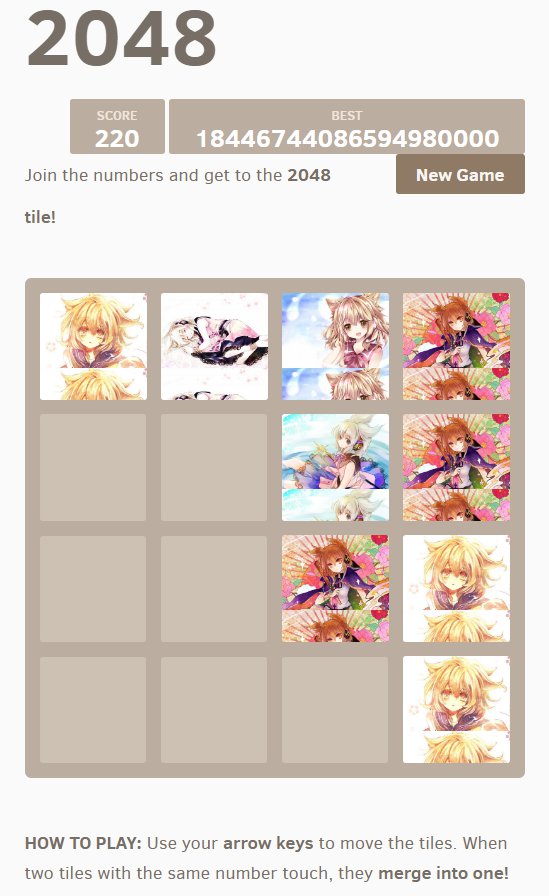 2048
SCORE
220
BEST
18446744086594980000
Join the numbers and get to the 2048
tile!
New Game
HOW TO PLAY: Use your arrow keys to move the tiles. When
two tiles with the same number touch, they merge into one!